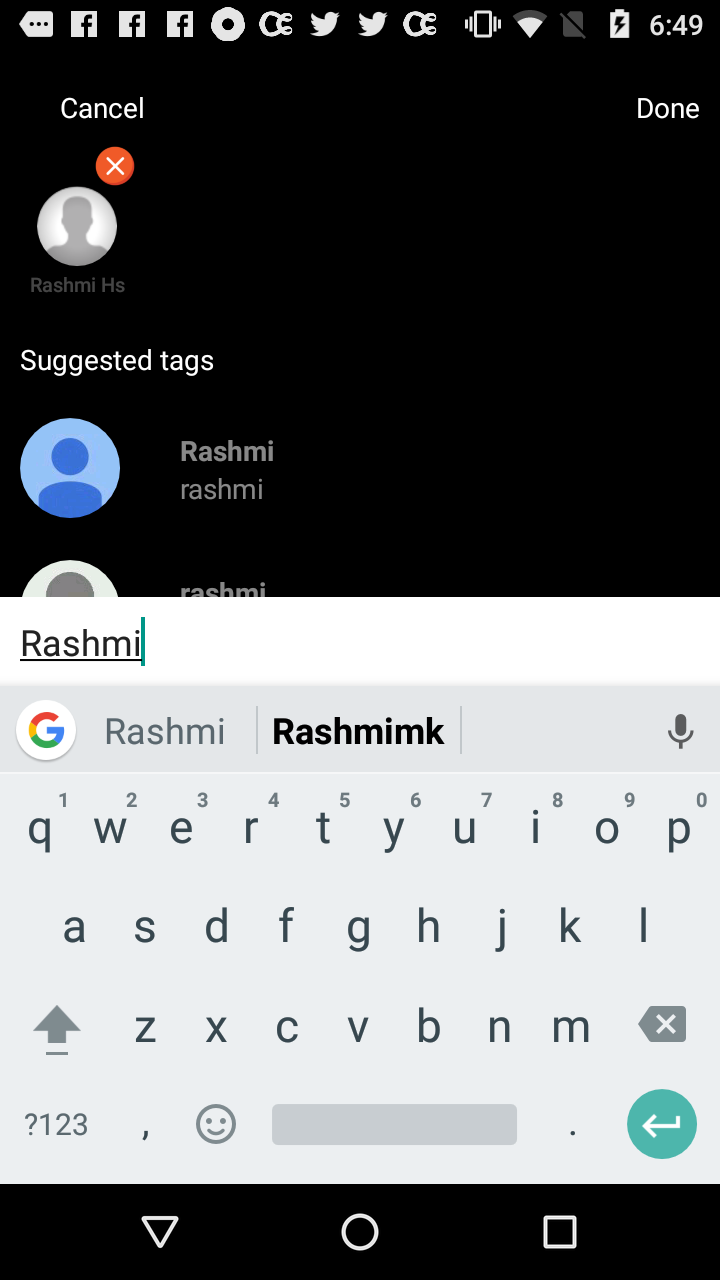 6:49
Cancel Done
Rashmi Hs
Suggested tags
Rashmi
rashmi
rashmi
Rashmi
Rashmi Rashmimk
1 2 3 4 5 6 7 8 9 0
q w e r t y u i o p
a s d f g h j k l
z x c v b n m
?123 , .